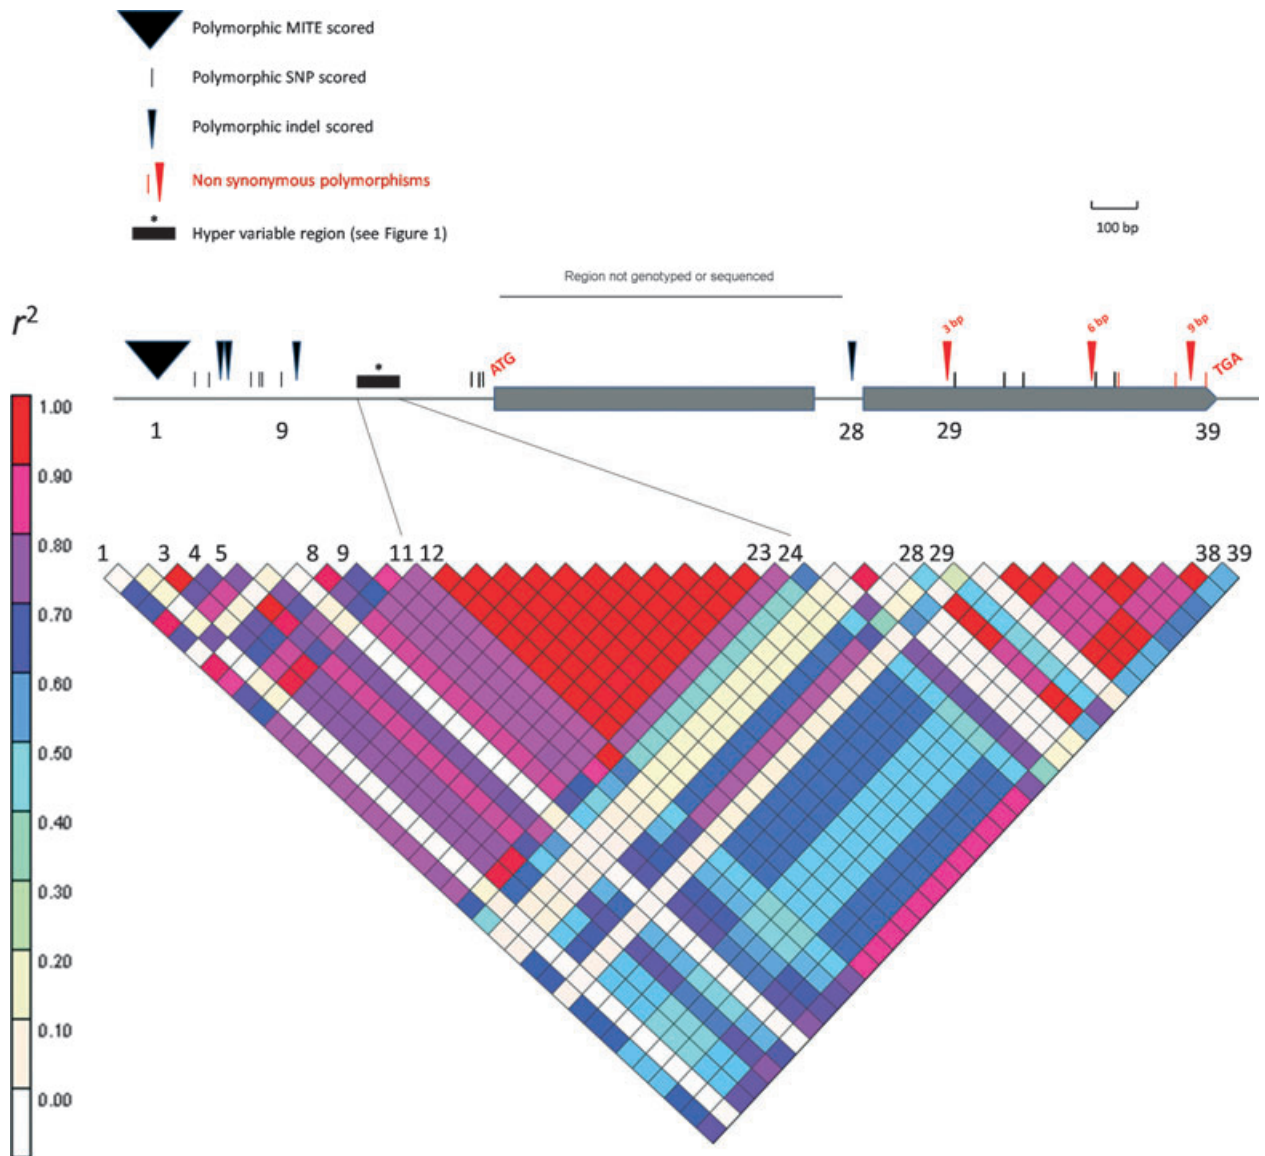 Polymorphic MITE scored
Polymorphic SNP scored
Polymorphic indel scored
Non synonymous polymorphisms
*
Hyper variable region (see Figure 1)
100 bp
Region not genotyped or sequenced
r²
3 bp
6 bp
9 bp
ATG
*
TGA
1 9 28 29 39
1.00
0.90
0.80
0.70
0.60
0.50
0.40
0.30
0.20
0.10
0.00
1 3 4 5 8 9 11 12 23 24 28 29 38 39